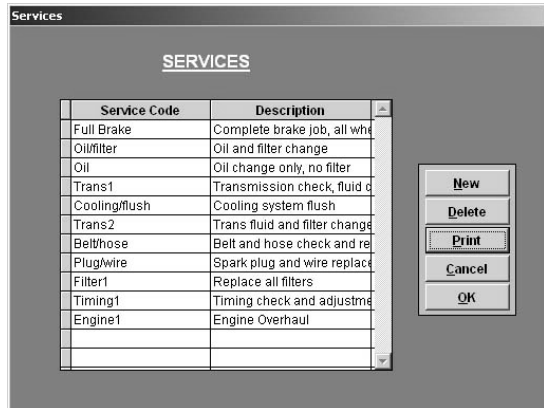 Services
SERVICES
Service Code Description
Full Brake Complete brake job, all whe
Oil/filter Oil and filter change
Oil Oil change only, no filter
Trans1 Transmission check, fluid c
Cooling/flush Cooling system flush
Trans2 Trans fluid and filter change
Belt/hose Belt and hose check and re
Plug/wire Spark plug and wire replace
Filter1 Replace all filters
Timing1 Timing check and adjustme
Engine1 Engine Overhaul
New
Delete
Print
Cancel
OK